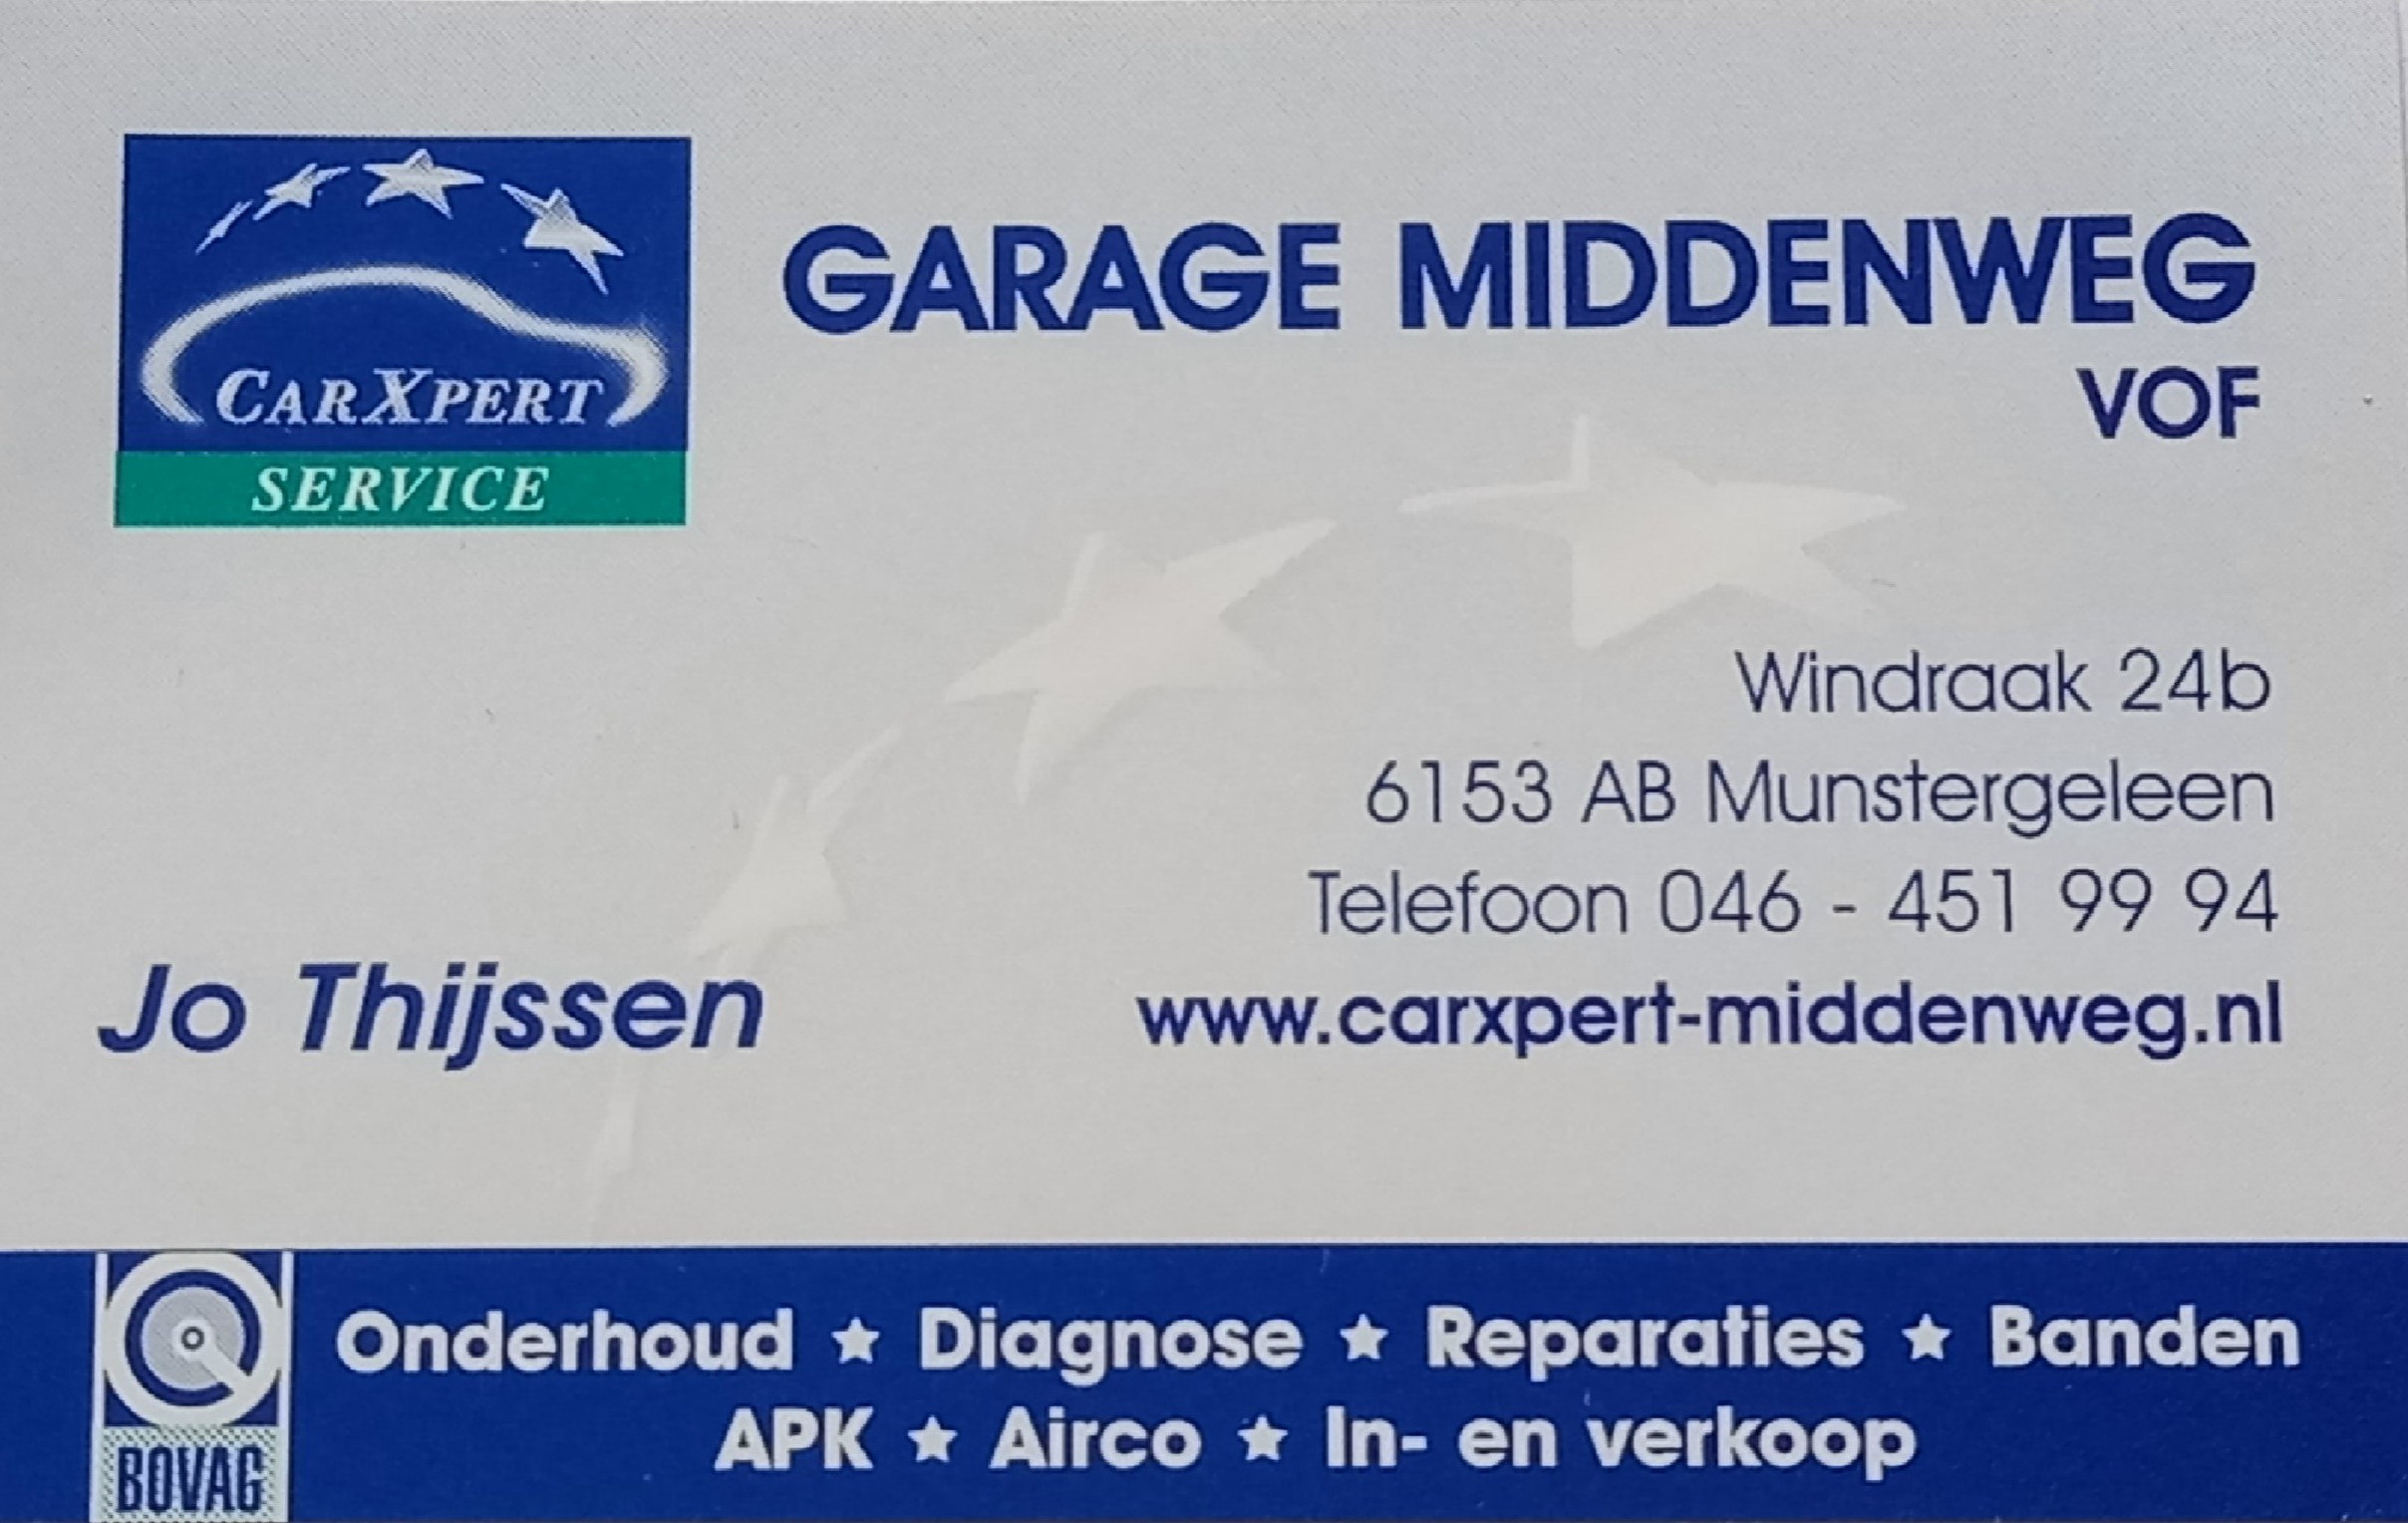 CARXPERT
SERVICE
GARAGE MIDDENWEG
VOF
Windraak 24b
6153 AB Munstergeleen
Telefoon 046 - 451 99 94
www.carxpert-middenweg.nl
Jo Thijssen
BOVAG
Onderhoud ★ Diagnose ★ Reparaties ★ Banden
APK ★ Airco ★ In- en verkoop